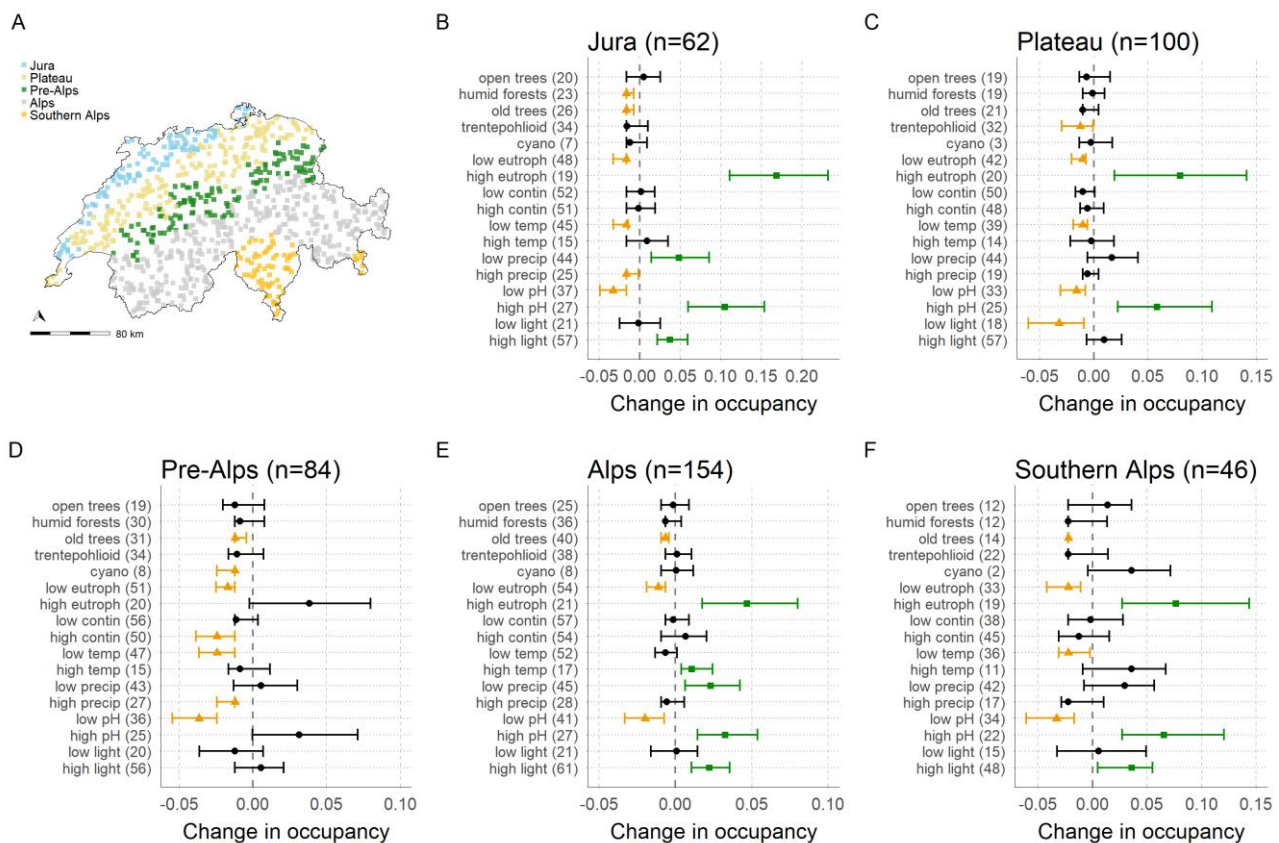 A
Jura
Plateau
Pre-Alps
Alps
Southern Alps
80 km
B
Jura (n=62)
open trees (20)
humid forests (23)
old trees (26)
trentepohlioid (34)
cyano (7)
low eutroph (48)
high eutroph (19)
low contin (52)
high contin (51)
low temp (45)
high temp (15)
low precip (44)
high precip (25)
low pH (37)
high pH (27)
low light (21)
high light (57)
-0.05 0.00 0.05 0.10 0.15 0.20
Change in occupancy
C
Plateau (n=100)
open trees (19)
humid forests (19)
old trees (21)
trentepohlioid (32)
cyano (3)
low eutroph (42)
high eutroph (20)
low contin (50)
high contin (48)
low temp (39)
high temp (14)
low precip (44)
high precip (19)
low pH (33)
high pH (25)
low light (18)
high light (57)
-0.05 0.00 0.05 0.10 0.15
Change in occupancy
D
Pre-Alps (n=84)
open trees (19)
humid forests (30)
old trees (31)
trentepohlioid (34)
cyano (8)
low eutroph (51)
high eutroph (20)
low contin (56)
high contin (50)
low temp (47)
high temp (15)
low precip (43)
high precip (27)
low pH (36)
high pH (25)
low light (20)
high light (56)
-0.05 0.00 0.05 0.10
Change in occupancy
E
Alps (n=154)
open trees (25)
humid forests (36)
old trees (40)
trentepohlioid (38)
cyano (8)
low eutroph (54)
high eutroph (21)
low contin (57)
high contin (54)
low temp (52)
high temp (17)
low precip (45)
high precip (28)
low pH (41)
high pH (27)
low light (21)
high light (61)
-0.05 0.00 0.05 0.10
Change in occupancy
F
Southern Alps (n=46)
open trees (12)
humid forests (12)
old trees (14)
trentepohlioid (22)
cyano (2)
low eutroph (33)
high eutroph (19)
low contin (38)
high contin (45)
low temp (36)
high temp (11)
low precip (42)
high precip (17)
low pH (34)
high pH (22)
low light (15)
high light (48)
-0.05 0.00 0.05 0.10 0.15
Change in occupancy